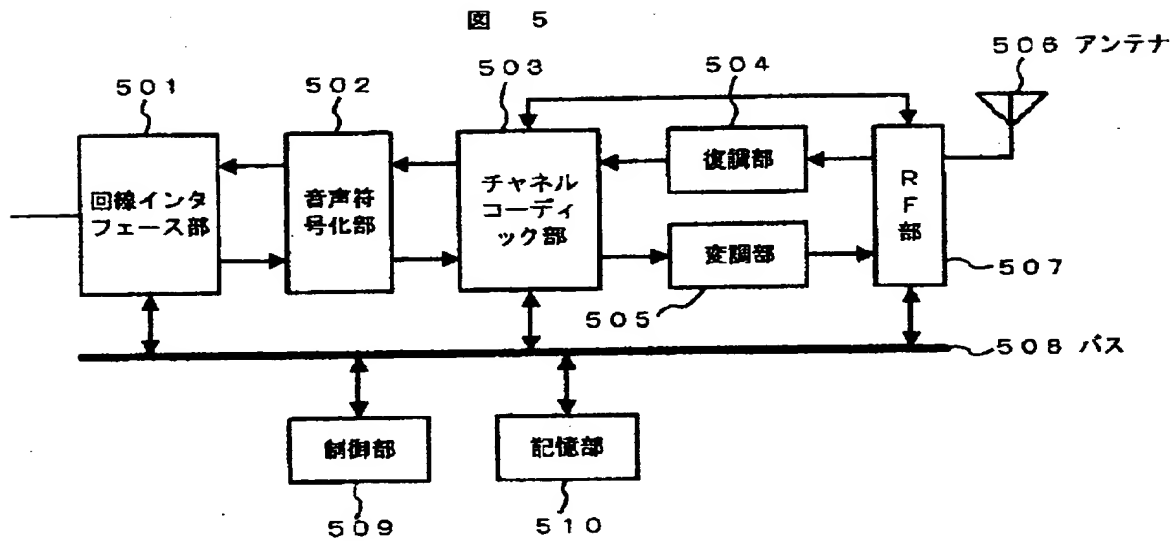 図 5
506 アンテナ
501
502
503
504
回線インタ
フェース部
音声符
号化部
チャネル
コーディ
ック部
復調部
変調部
RF部
507
505
508 バス
制御部
記憶部
509
510